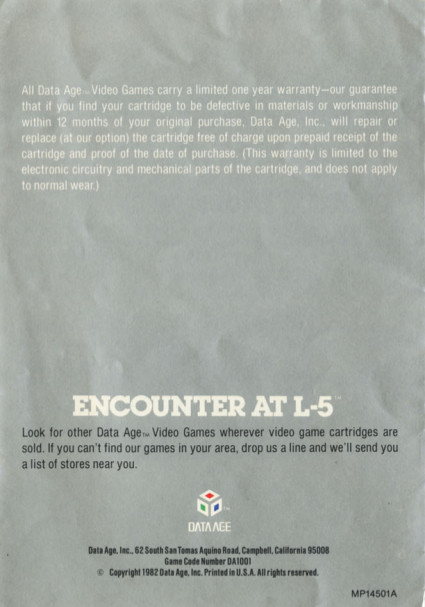 All Data Age™ Video Games carry a limited one year warranty—our guarantee
that if you find your cartridge to be defective in materials or workmanship
within 12 months of your original purchase, Data Age, Inc., will repair or
replace (at our option) the cartridge free of charge upon prepaid receipt of the
cartridge and proof of the date of purchase. (This warranty is limited to the
electronic circuitry and mechanical parts of the cartridge, and does not apply
to normal wear.)
ENCOUNTER AT L-5™
Look for other Data Age™ Video Games wherever video game cartridges are
sold. If you can't find our games in your area, drop us a line and we'll send you
a list of stores near you.
™
DATA AGE
Data Age, Inc., 62 South San Tomas Aquino Road, Campbell, California 95008
Game Code Number DA1001
© Copyright 1982 Data Age, Inc. Printed in U.S.A. All rights reserved.
MP14501A